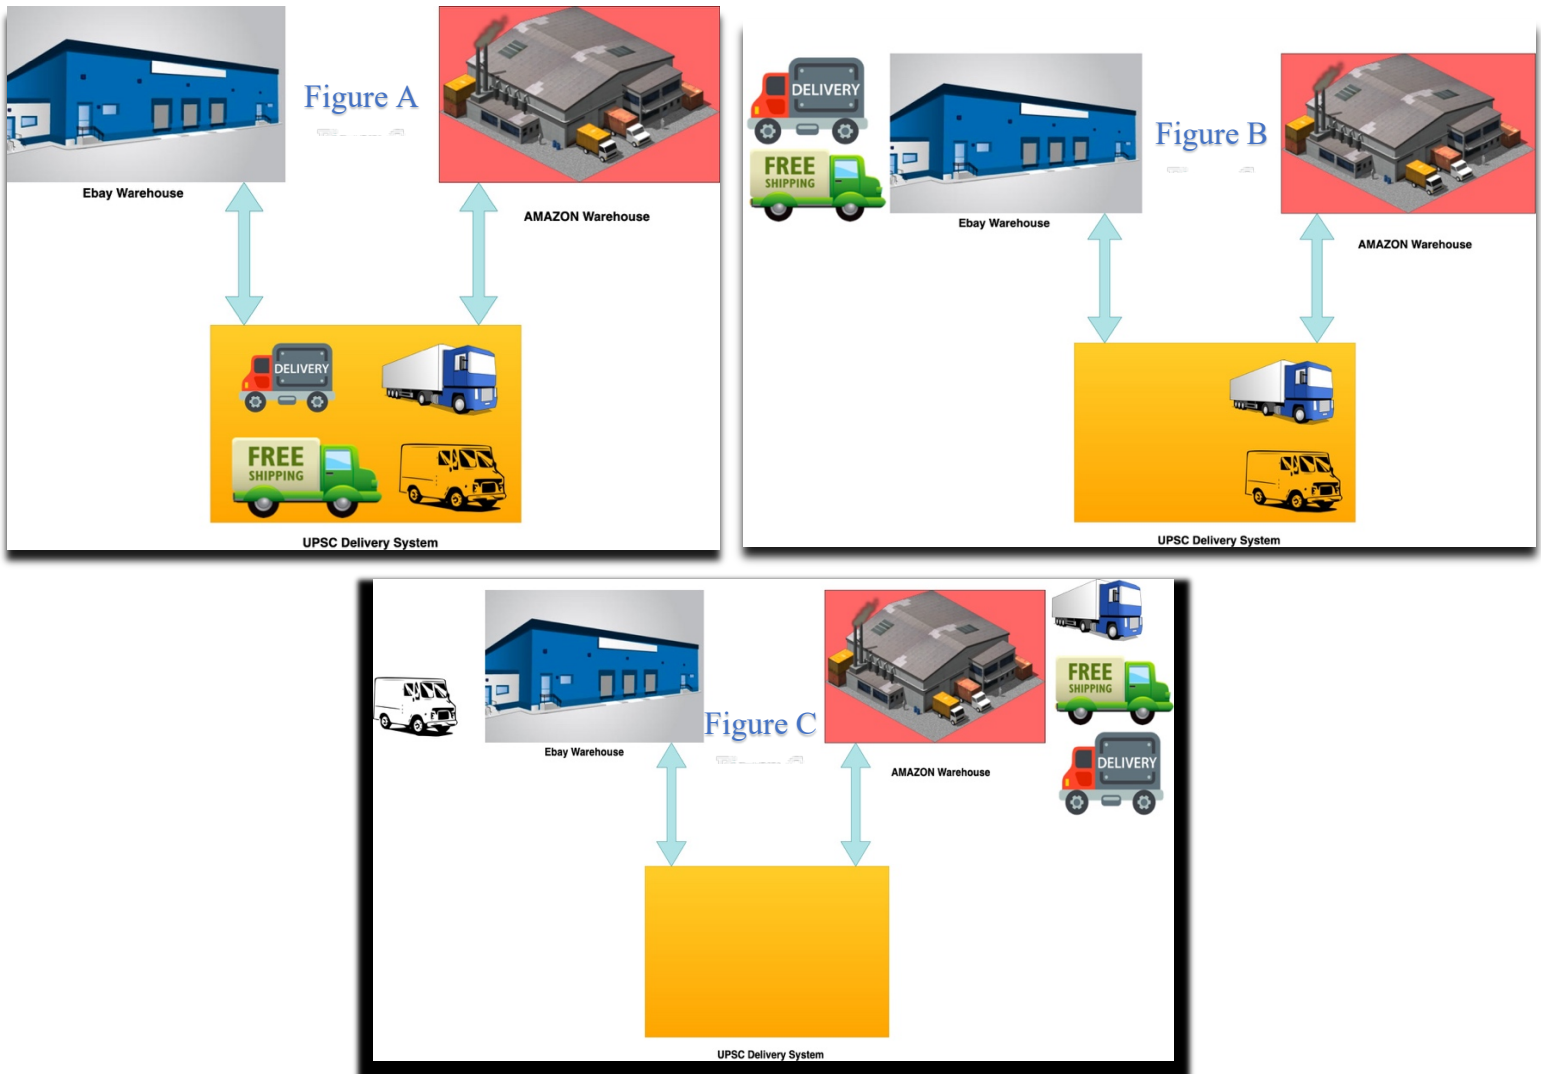 Figure A
Ebay Warehouse
AMAZON Warehouse
DELIVERY
FREE
SHIPPING
UPSC Delivery System
DELIVERY
FREE
SHIPPING
Figure B
Ebay Warehouse
AMAZON Warehouse
UPSC Delivery System
FREE
SHIPPING
Figure C
Ebay Warehouse
DELIVERY
AMAZON Warehouse
UPSC Delivery System